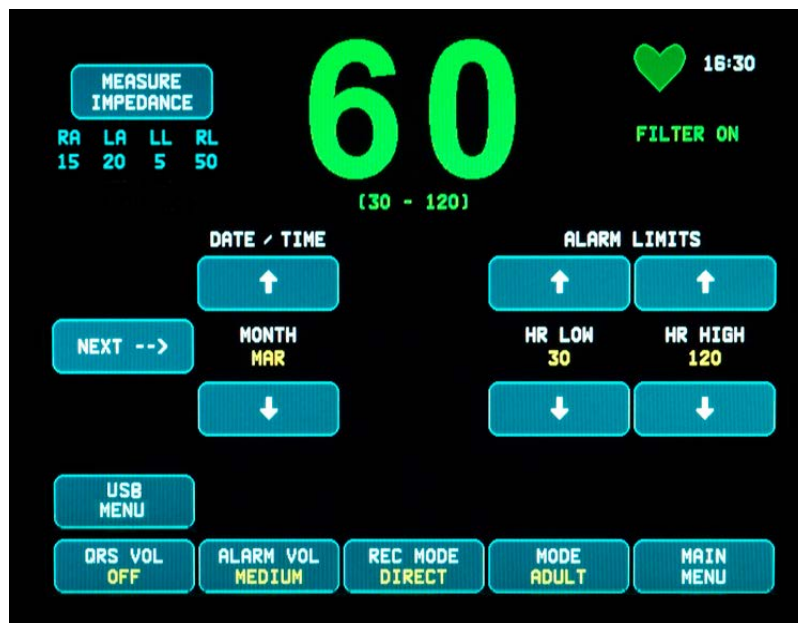 MEASURE
IMPEDANCE
RA LA LL RL
15 20 5 50
60
(30 - 120)
16:30
FILTER ON
DATE / TIME
ALARM LIMITS
NEXT -->
MONTH
MAR
HR LOW
30
HR HIGH
120
USB
MENU
QRS VOL
OFF
ALARM VOL
MEDIUM
REC MODE
DIRECT
MODE
ADULT
MAIN
MENU